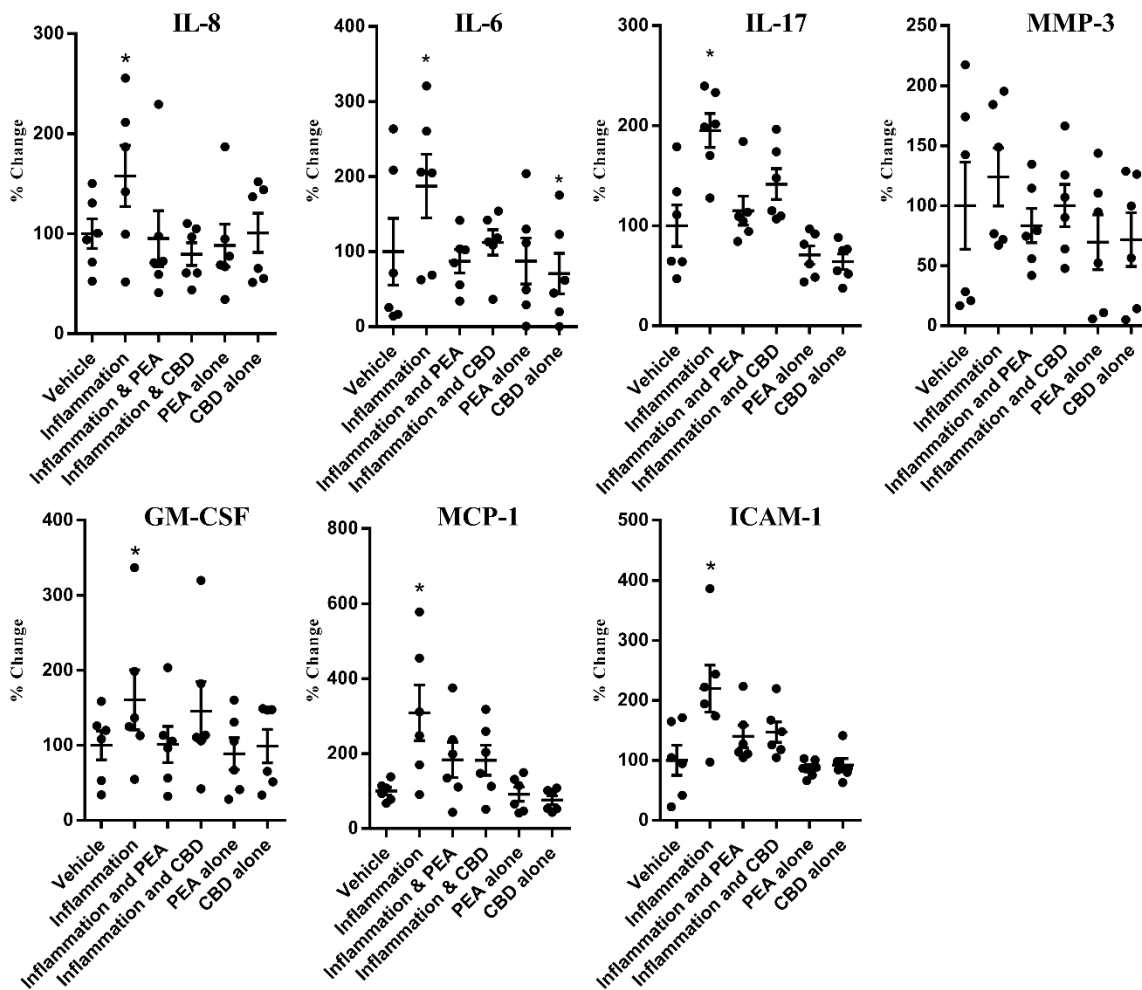 IL-8
% Change
300
200
100
0
*
Vehicle
Inflammation
Inflammation & PEA
Inflammation & CBD
PEA alone
CBD alone
IL-6
% Change
400
300
200
100
0
*
*
Vehicle
Inflammation
Inflammation and PEA
Inflammation and CBD
PEA alone
CBD alone
IL-17
% Change
300
200
100
0
*
Vehicle
Inflammation
Inflammation and PEA
Inflammation and CBD
PEA alone
CBD alone
MMP-3
% Change
250
200
150
100
50
0
Vehicle
Inflammation
Inflammation and PEA
Inflammation and CBD
PEA alone
CBD alone
GM-CSF
% Change
400
300
200
100
0
*
Vehicle
Inflammation
Inflammation and PEA
Inflammation and CBD
PEA alone
CBD alone
MCP-1
% Change
800
600
400
200
0
*
Vehicle
Inflammation
Inflammation & PEA
Inflammation & CBD
PEA alone
CBD alone
ICAM-1
% Change
500
400
300
200
100
0
*
Vehicle
Inflammation
Inflammation and PEA
Inflammation and CBD
PEA alone
CBD alone